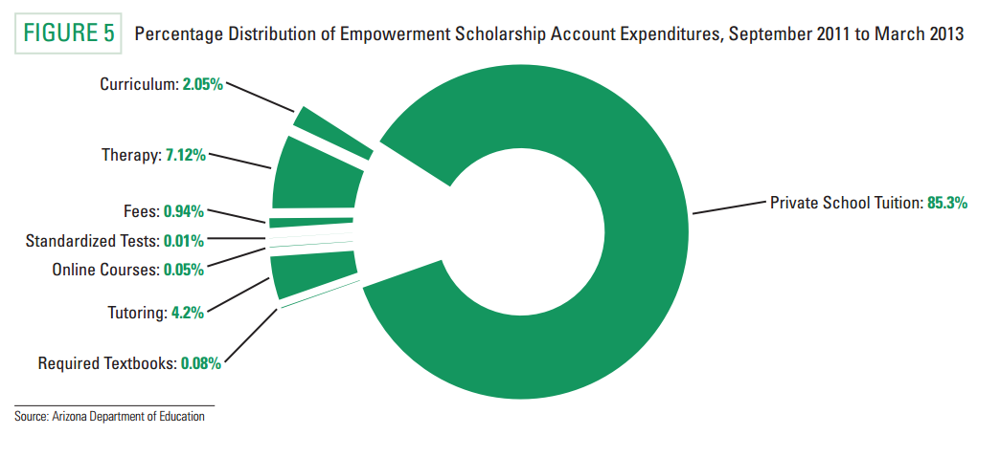 FIGURE 5
Percentage Distribution of Empowerment Scholarship Account Expenditures, September 2011 to March 2013
Curriculum: 2.05%
Therapy: 7.12%
Fees: 0.94%
Standardized Tests: 0.01%
Online Courses: 0.05%
Tutoring: 4.2%
Required Textbooks: 0.08%
Private School Tuition: 85.3%
Source: Arizona Department of Education